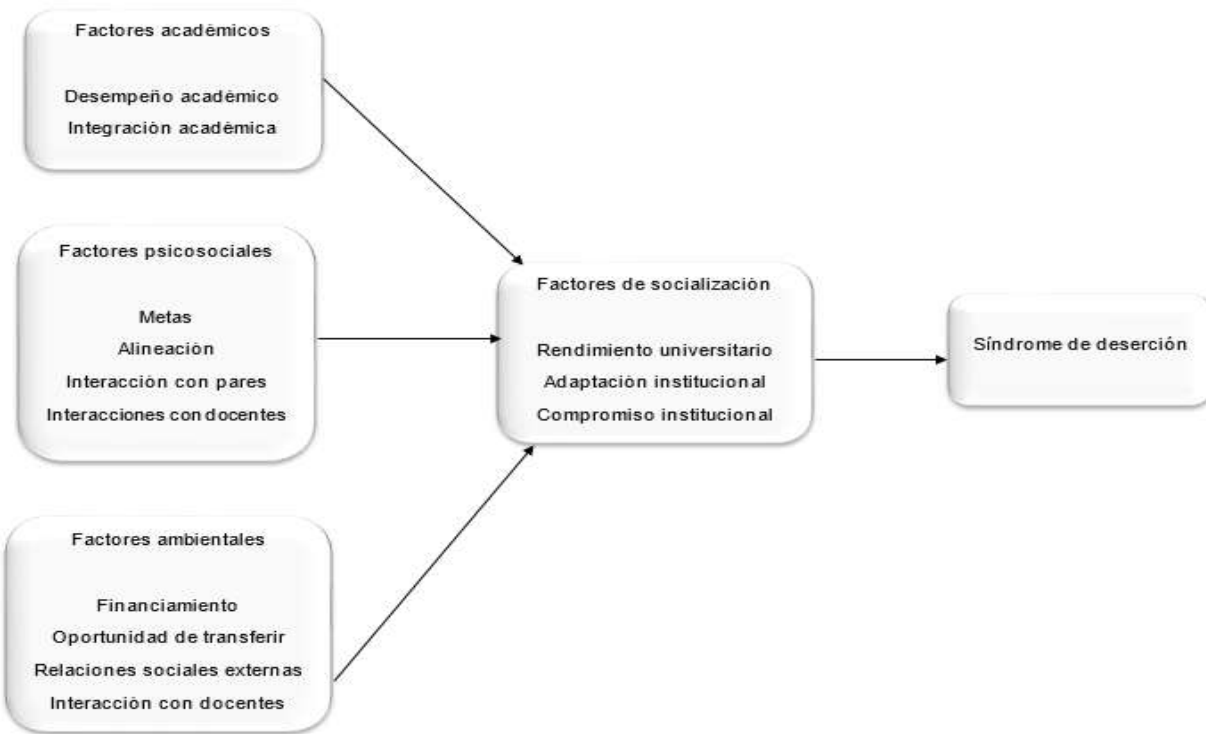 Factores académicos
Desempeño académico
Integración académica
Factores psicosociales
Metas
Alineación
Interacción con pares
Interacciones con docentes
Factores ambientales
Financiamiento
Oportunidad de transferir
Relaciones sociales externas
Interacción con docentes
Factores de socialización
Rendimiento universitario
Adaptación institucional
Compromiso institucional
Síndrome de deserción